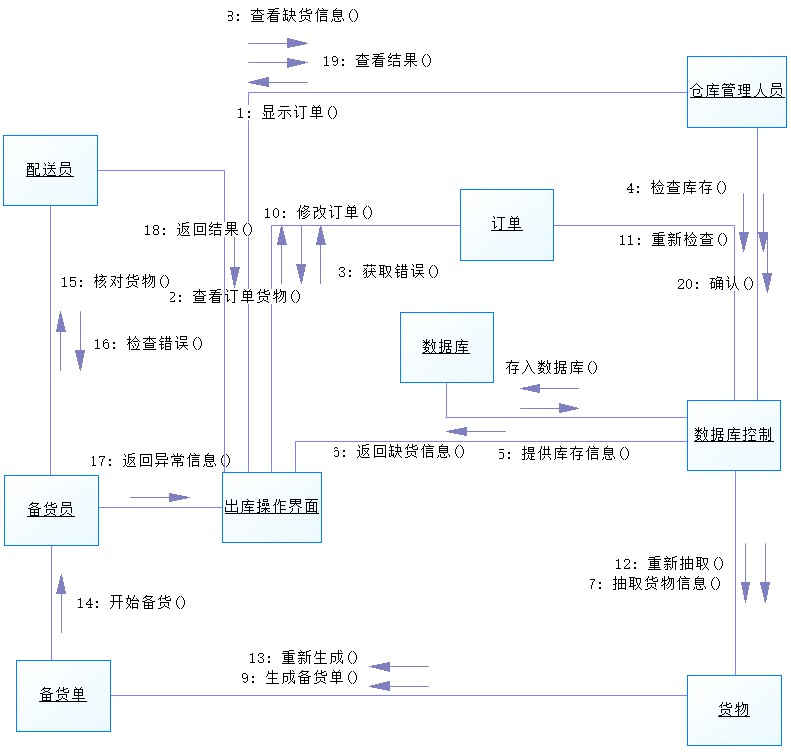 8: 查看缺货信息()
19: 查看结果()
仓库管理人员
1: 显示订单()
配送员
4: 检查库存()
10: 修改订单()
订单
18: 返回结果()
11: 重新检查()
3: 获取错误()
15: 核对货物()
20: 确认()
2: 查看订单货物()
16: 检查错误()
数据库
存入数据库()
数据库控制
17: 返回异常信息()
6: 返回缺货信息()
5: 提供库存信息()
备货员
出库操作界面
12: 重新抽取()
7: 抽取货物信息()
14: 开始备货()
13: 重新生成()
9: 生成备货单()
备货单
货物